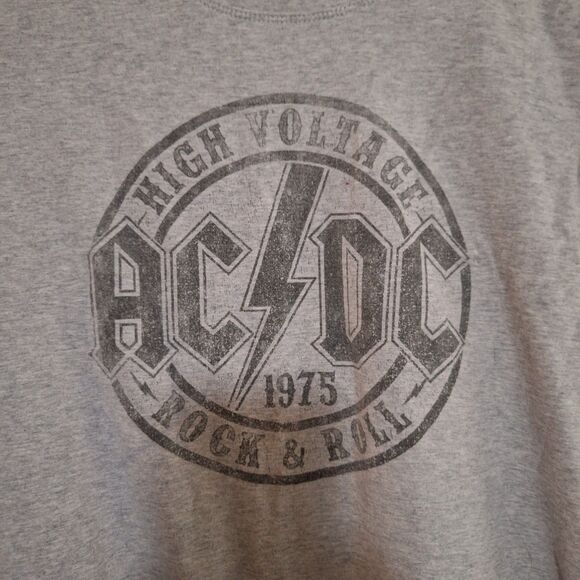 HIGH VOLTAGE
AC/DC
1975
ROCK & ROLL